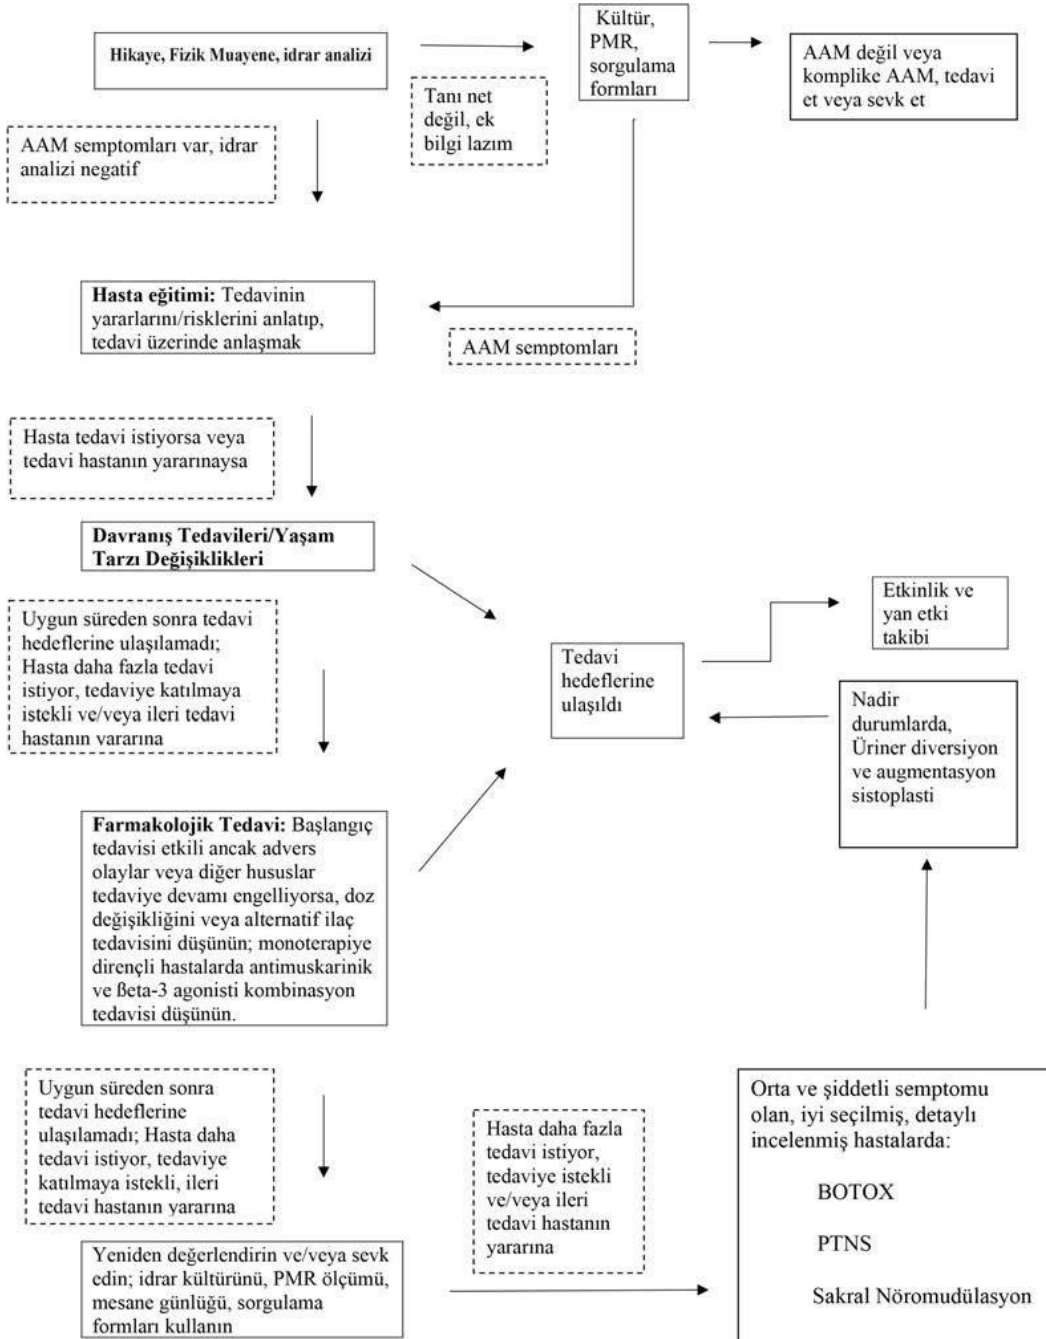 Hikaye, Fizik Muayene, idrar analizi
Kültür,
PMR,
sorgulama
formları
AAM değil veya
komplike AAM, tedavi
et veya sevk et
Tanı net
değil, ek
bilgi lazım
AAM semptomları var, idrar
analizi negatif
Hasta eğitimi: Tedavinin
yararlarını/risklerini anlatıp,
tedavi üzerinde anlaşmak
AAM semptomları
Hasta tedavi istiyorsa veya
tedavi hastanın yararınaysa
Davranış Tedavileri/Yaşam
Tarzı Değişiklikleri
Uygun süreden sonra tedavi
hedeflerine ulaşılamadı;
Hasta daha fazla tedavi
istiyor, tedaviye katılmaya
istekli ve/veya ileri tedavi
hastanın yararına
Tedavi
hedeflerine
ulaşıldı
Etkinlik ve
yan etki
takibi
Nadir
durumlarda,
Üriner diversiyon
ve augmentasyon
sistoplasti
Farmakolojik Tedavi: Başlangıç
tedavisi etkili ancak advers
olaylar veya diğer hususlar
tedaviye devamı engelliyorsa, doz
değişikliğini veya alternatif ilaç
tedavisini düşünün; monoterapiye
dirençli hastalarda antimuskarinik
ve ßeta-3 agonisti kombinasyon
tedavisi düşünün.
Uygun süreden sonra
tedavi hedeflerine
ulaşılamadı; Hasta daha
tedavi istiyor, tedaviye
katılmaya istekli, ileri
tedavi hastanın yararına
Hasta daha fazla
tedavi istiyor,
tedaviye istekli
ve/veya ileri
tedavi hastanın
yararına
Orta ve şiddetli semptomu
olan, iyi seçilmiş, detaylı
incelenmiş hastalarda:
BOTOX
PTNS
Sakral Nöromudülasyon
Yeniden değerlendirin ve/veya sevk
edin; idrar kültürünü, PMR ölçümü,
mesane günlüğü, sorgulama
formları kullanın